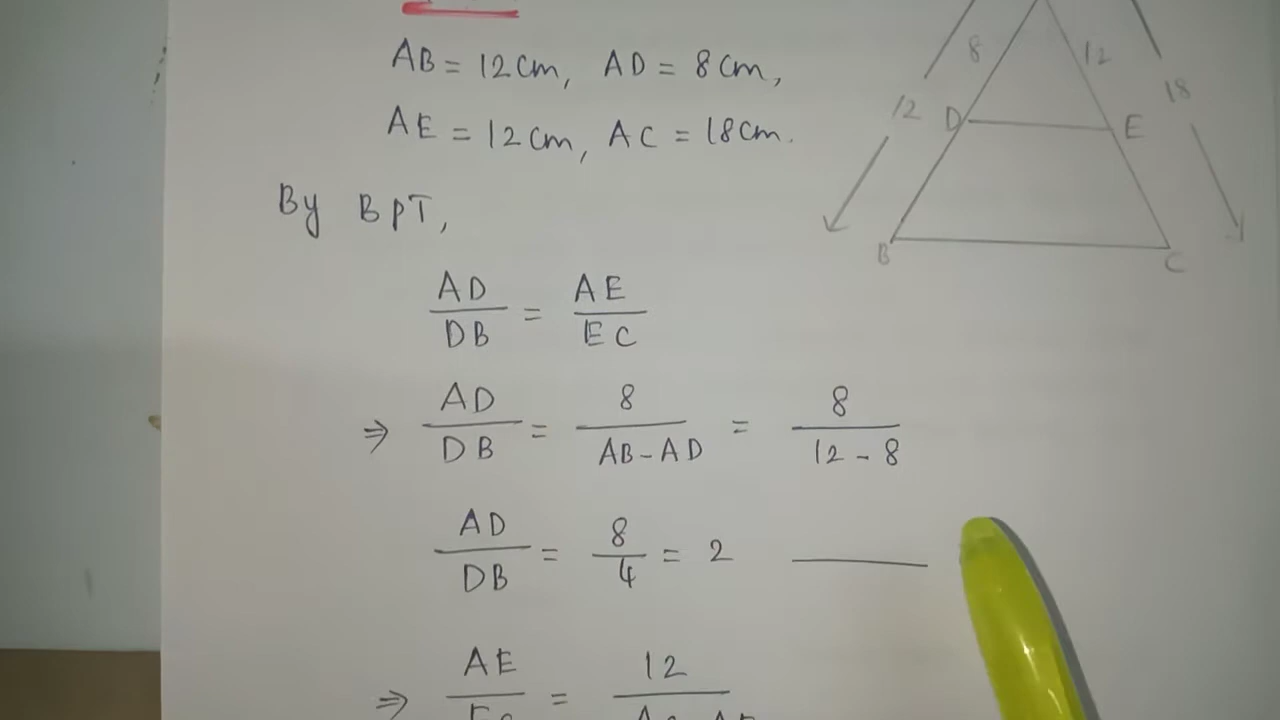 AB = 12 cm, AD = 8 cm,
AE = 12 cm, AC = 18 cm.
8
12
12
18
D
E
B
C
By BPT,
AD/DB = AE/EC
⇒ AD/DB = 8/AB-AD = 8/12-8
AD/DB = 8/4 = 2
⇒ AE/EC = 12/AC-AE